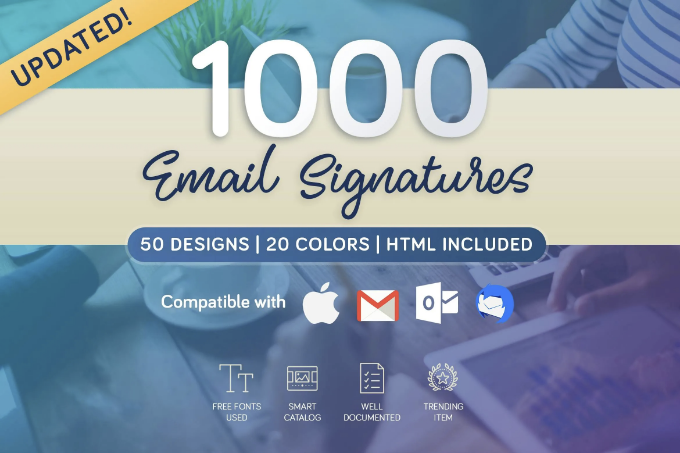 UPDATED!
1000
Email Signatures
50 DESIGNS | 20 COLORS | HTML INCLUDED
Compatible with
O
FREE FONTS
USED
SMART
CATALOG
WELL
DOCUMENTED
TRENDING
ITEM